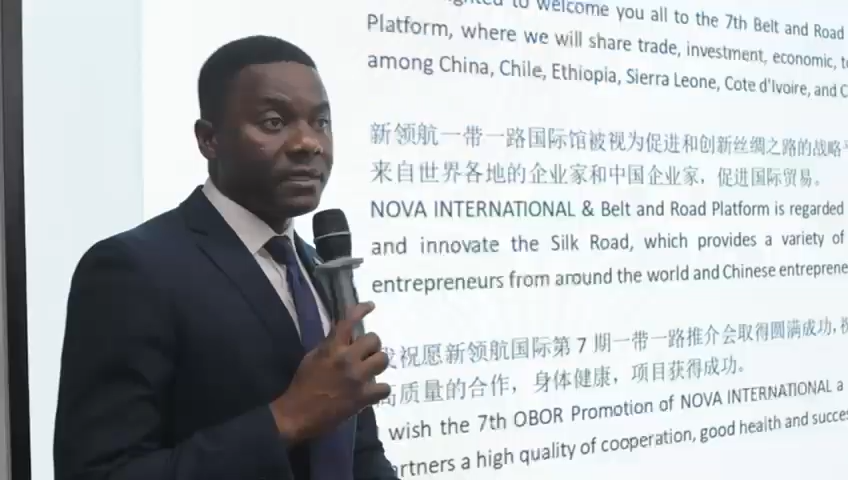 to welcome you all to the 7th Belt and Road
Platform, where we will share trade, investment, economic,
among China, Chile, Ethiopia, Sierra Leone, Cote d'Ivoire, and
新领航一带一路国际馆被视为促进和创新丝绸之路的战略
来自世界各地的企业家和中国企业家，促进国际贸易。
NOVA INTERNATIONAL & Belt and Road Platform is regarded
and innovate the Silk Road, which provides a variety of
entrepreneurs from around the world and Chinese
祝愿新领航国际第 7 期一带一路推介会取得圆满成功，
高质量的合作，身体健康，项目获得成功。
wish the 7th OBOR Promotion of NOVA INTERNATIONAL a
a high quality of cooperation, good health and